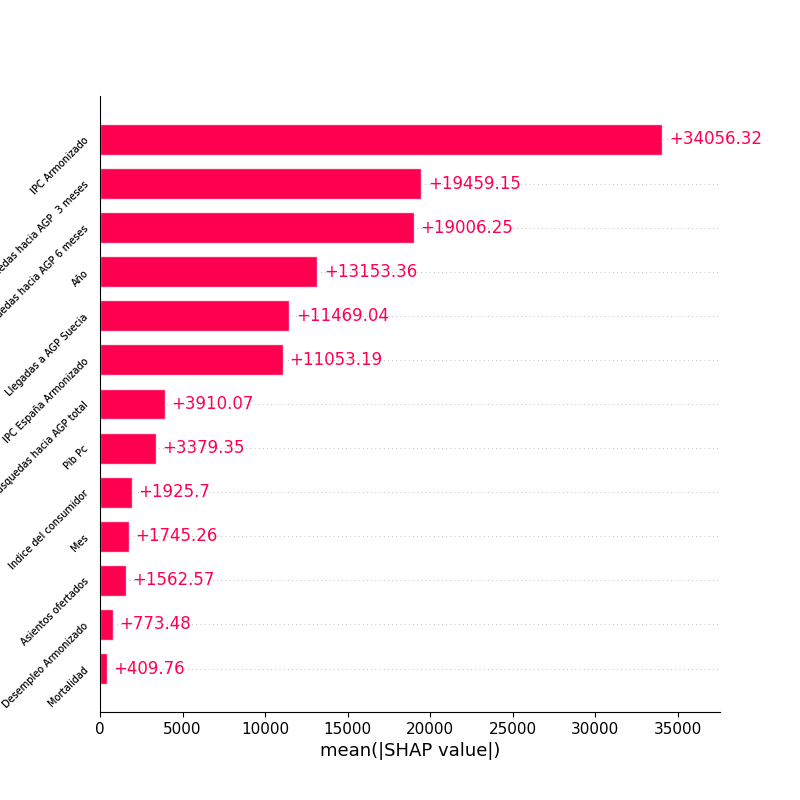 IPC Armonizado +34056.32
hacia AGP 3 meses +19459.15
hacia AGP 6 meses +19006.25
Año +13153.36
Llegadas a AGP Suecia +11469.04
IPC España Armonizado +11053.19
hacia AGP total +3910.07
Pib Pc +3379.35
Indice del consumidor +1925.7
Mes +1745.26
Asientos ofertados +1562.57
Desempleo Armonizado +773.48
Mortalidad +409.76
0 5000 10000 15000 20000 25000 30000 35000
mean(|SHAP value|)